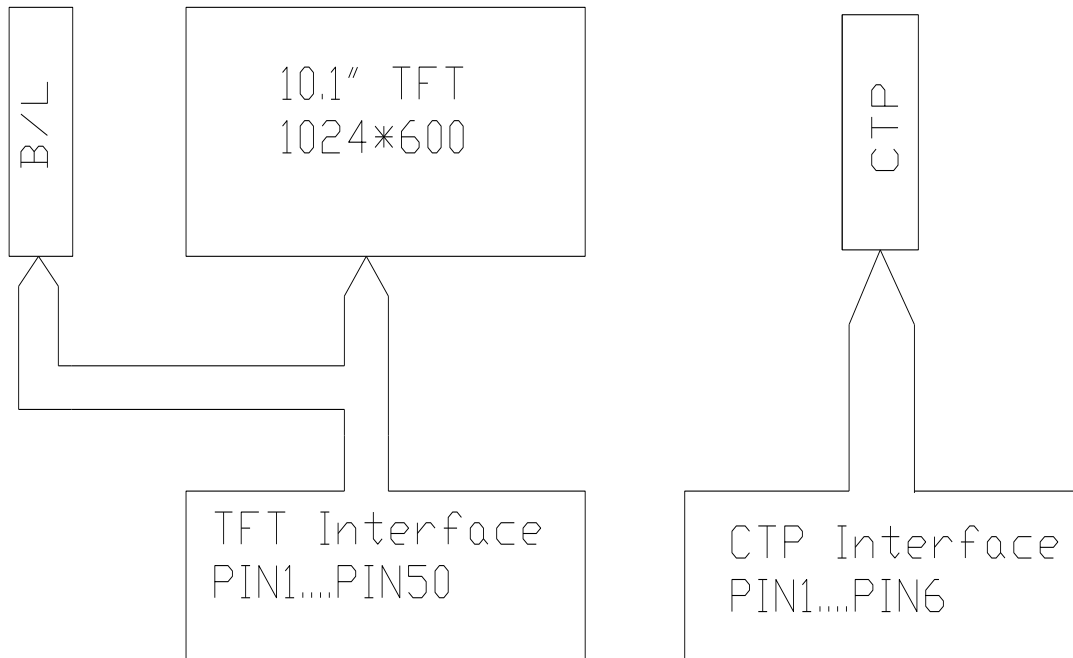 B/L
10.1" TFT
1024*600
CTP
TFT Interface
PIN1....PIN50
CTP Interface
PIN1....PIN6